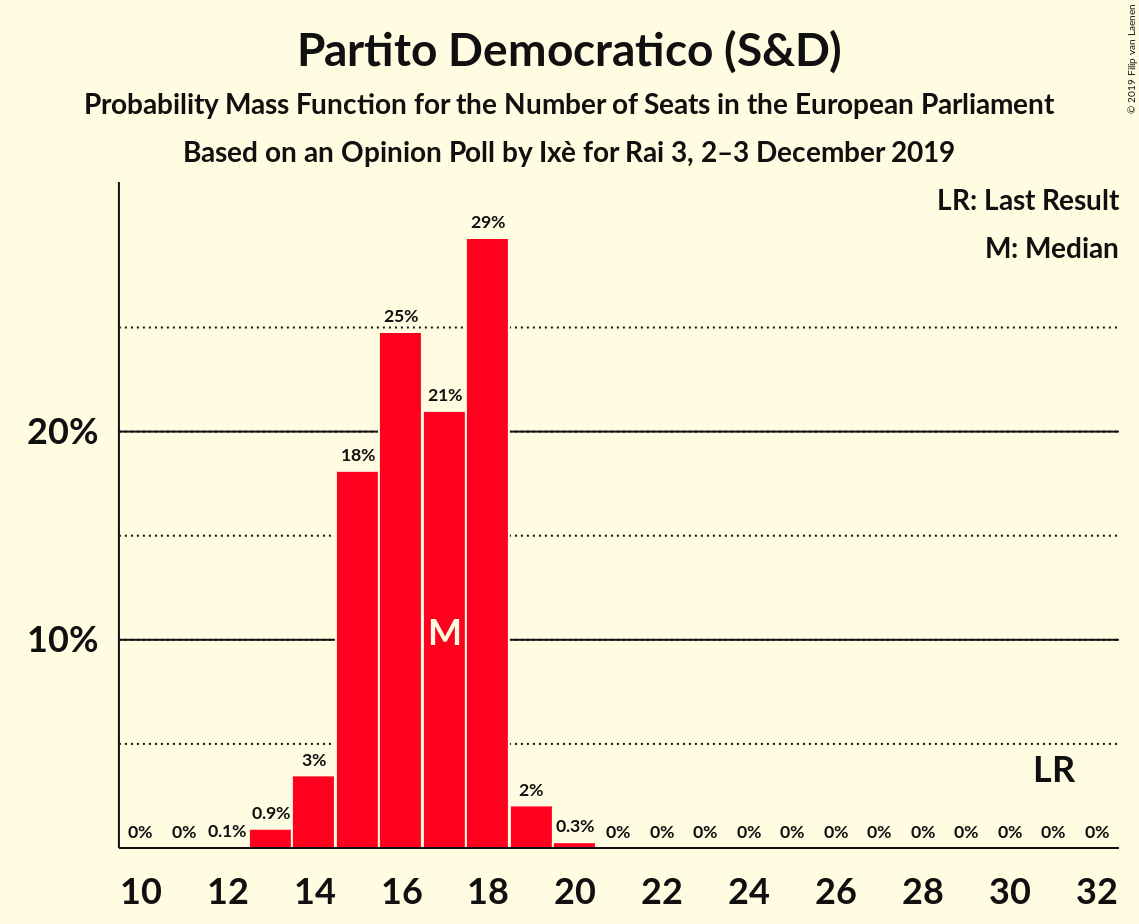 © 2019 Filip van Laenen
Partito Democratico (S&D)
Probability Mass Function for the Number of Seats in the European Parliament
Based on an Opinion Poll by Ixè for Rai 3, 2–3 December 2019
LR: Last Result
M: Median
29%
25%
21%
20%
18%
10%
M
3%
LR
2%
0.9%
0% 0% 0.1% 0.3% 0% 0% 0% 0% 0% 0% 0% 0% 0% 0% 0% 0%
10 12 14 16 18 20 22 24 26 28 30 32